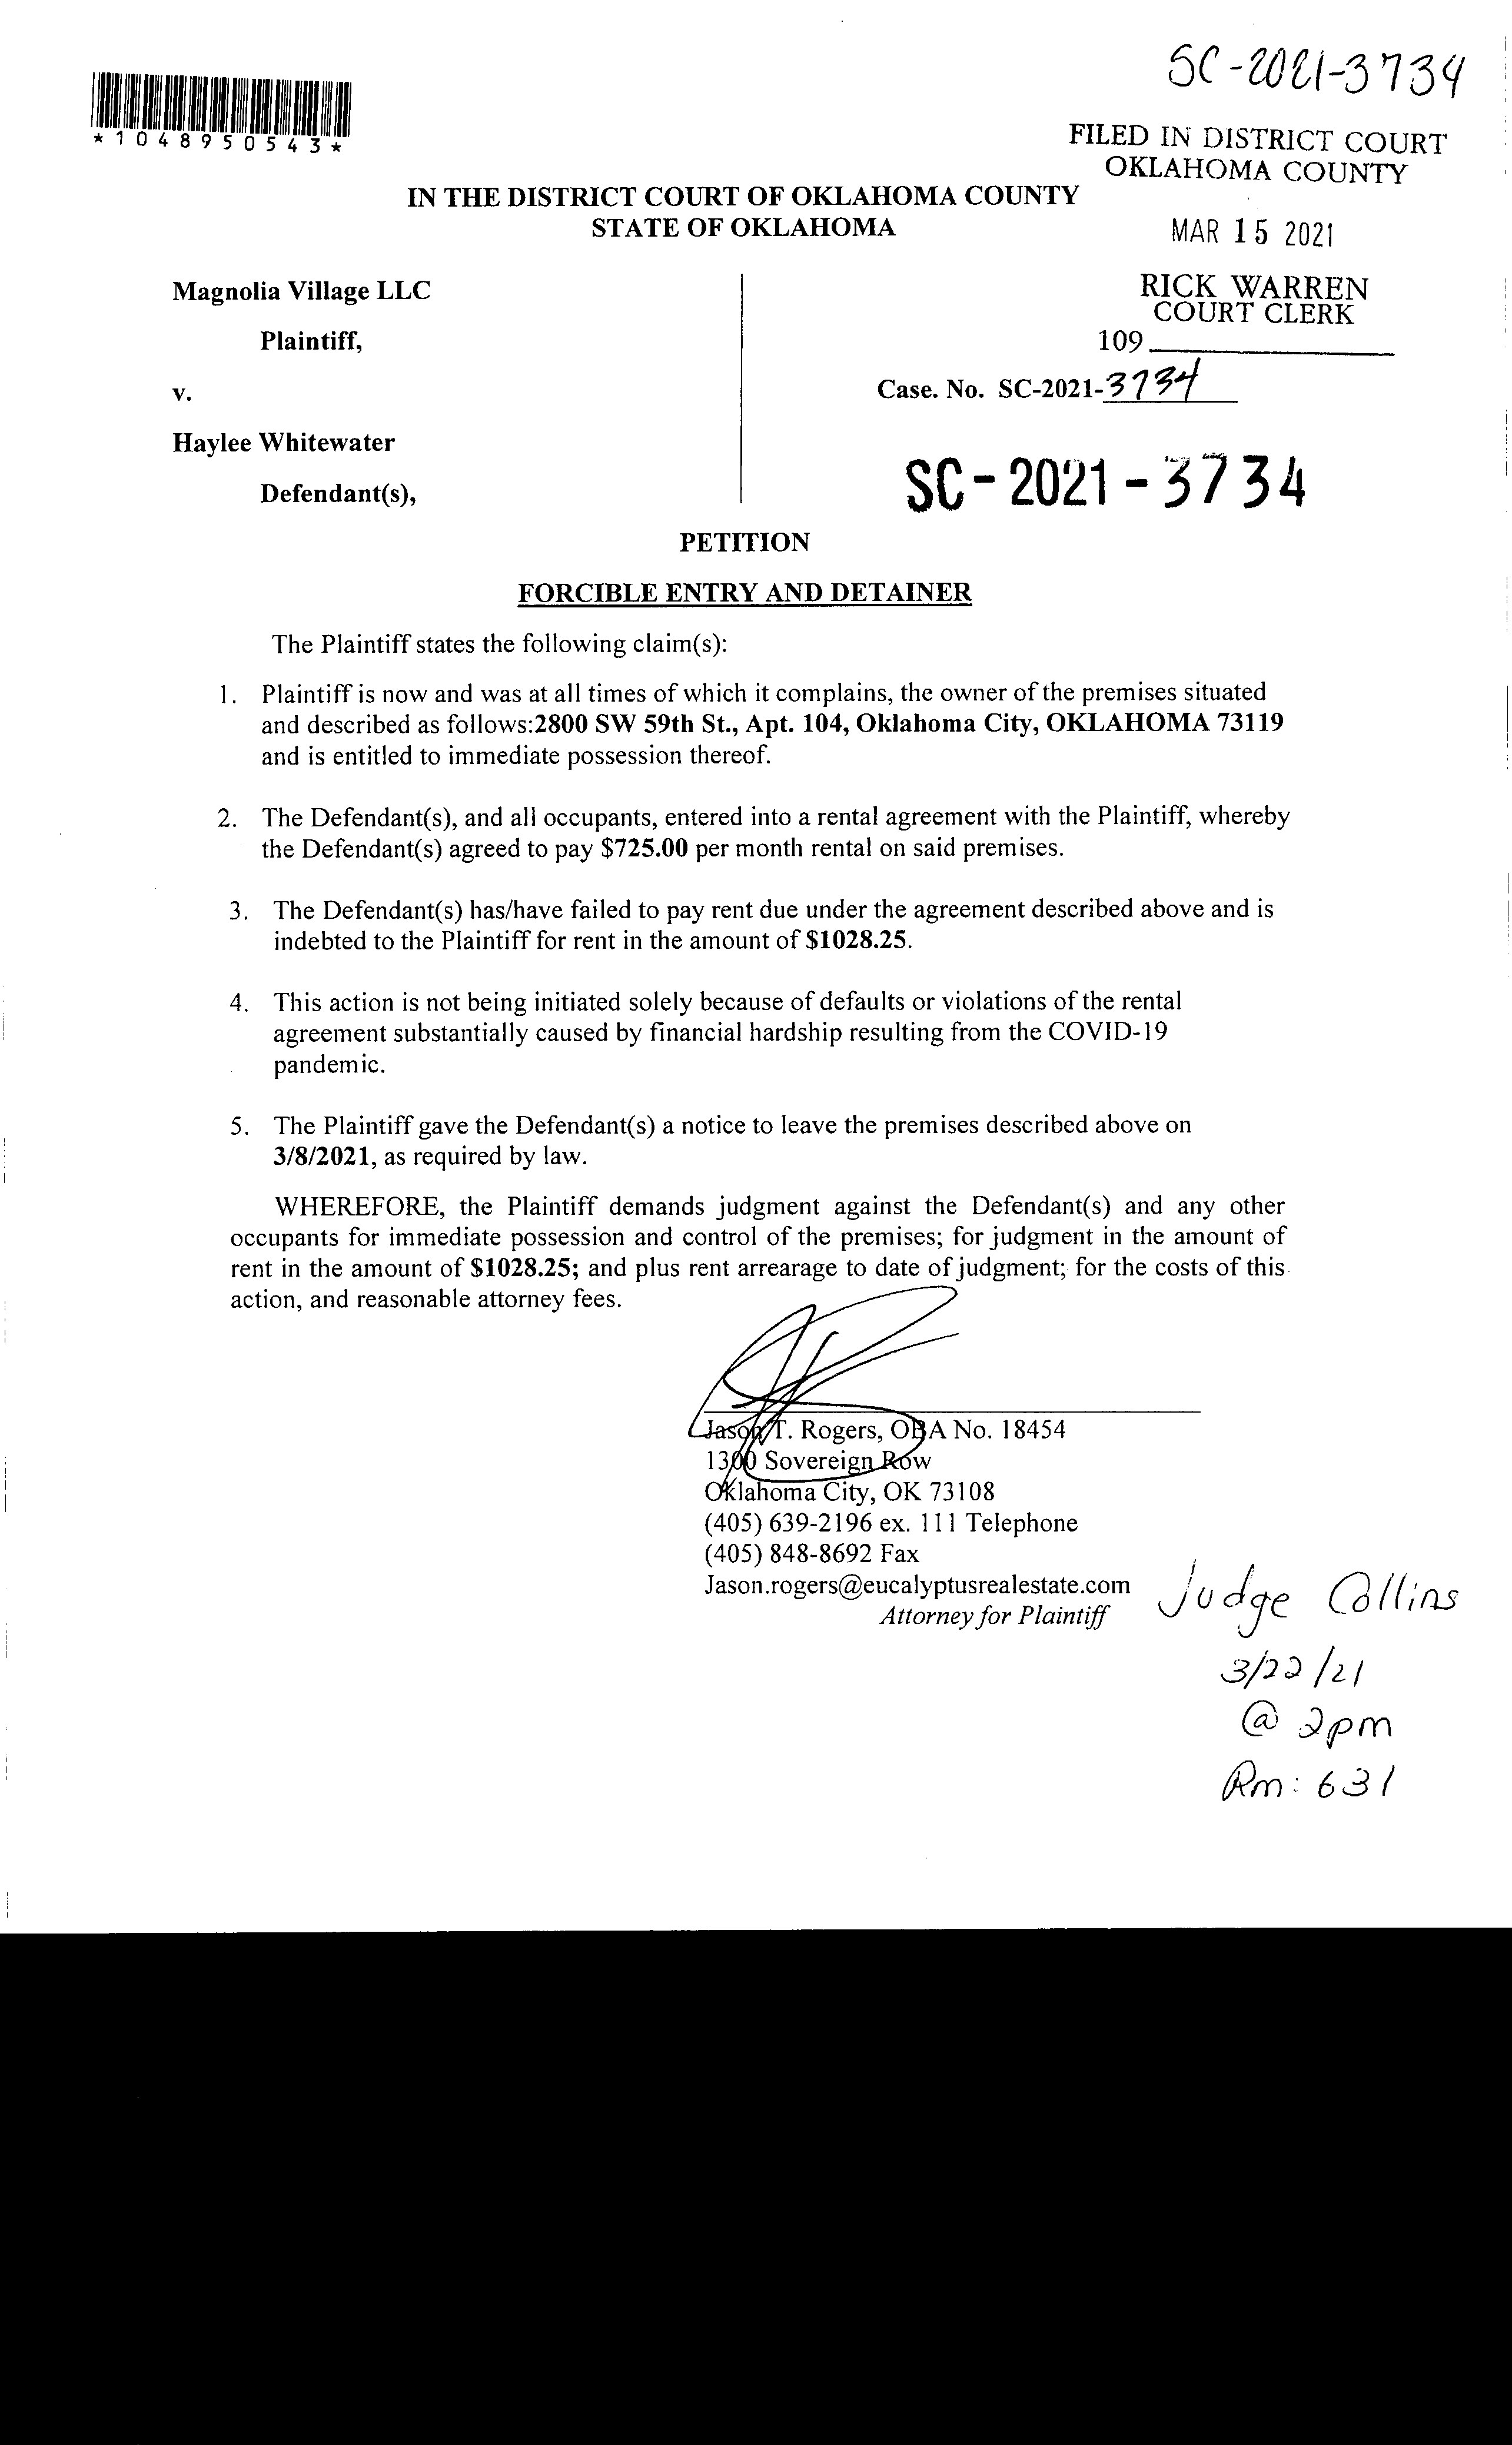 SC-2021-3734
*1048950543*
FILED IN DISTRICT COURT
OKLAHOMA COUNTY
IN THE DISTRICT COURT OF OKLAHOMA COUNTY
STATE OF OKLAHOMA
MAR 15 2021
RICK WARREN
COURT CLERK
109
Magnolia Village LLC
Plaintiff,
v.
Case. No. SC-2021-3734
Haylee Whitewater
Defendant(s),
SC-2021-3734
PETITION
FORCIBLE ENTRY AND DETAINER
The Plaintiff states the following claim(s):
1. Plaintiff is now and was at all times of which it complains, the owner of the premises situated
and described as follows:2800 SW 59th St., Apt. 104, Oklahoma City, OKLAHOMA 73119
and is entitled to immediate possession thereof.
2. The Defendant(s), and all occupants, entered into a rental agreement with the Plaintiff, whereby
the Defendant(s) agreed to pay $725.00 per month rental on said premises.
3. The Defendant(s) has/have failed to pay rent due under the agreement described above and is
indebted to the Plaintiff for rent in the amount of $1028.25.
4. This action is not being initiated solely because of defaults or violations of the rental
agreement substantially caused by financial hardship resulting from the COVID-19
pandemic.
5. The Plaintiff gave the Defendant(s) a notice to leave the premises described above on
3/8/2021, as required by law.
WHEREFORE, the Plaintiff demands judgment against the Defendant(s) and any other
occupants for immediate possession and control of the premises; for judgment in the amount of
rent in the amount of $1028.25; and plus rent arrearage to date of judgment; for the costs of this
action, and reasonable attorney fees.
Jason T. Rogers, OBA No. 18454
1300 Sovereign Row
Oklahoma City, OK 73108
(405) 639-2196 ex. 111 Telephone
(405) 848-8692 Fax
Jason.rogers@eucalyptusrealestate.com
Attorney for Plaintiff
Judge Collins
3/22/21
@ 2pm
Rm: 631